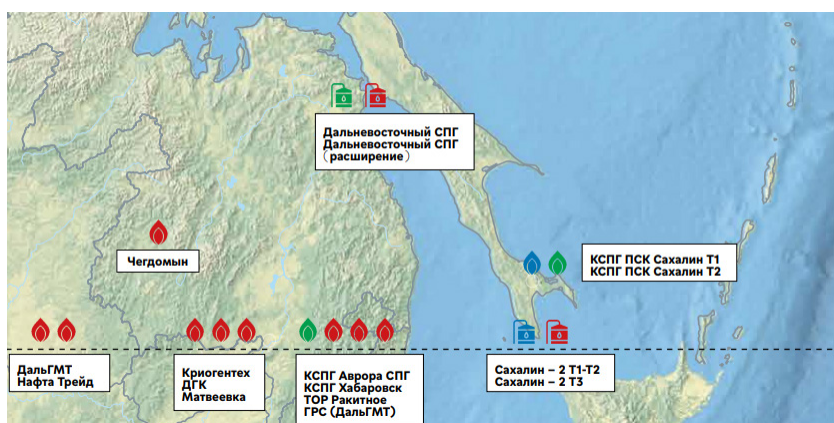 Дальневосточный СПГ
Дальневосточный СПГ
(расширение)
Чегдомын
КСПГ ПСК Сахалин Т1
КСПГ ПСК Сахалин Т2
ДальГМТ
Нафта Трейд
Криогентех
ДГК
Матвеевка
КСПГ Аврора СПГ
КСПГ Хабаровск
ТОР Ракитное
ГРС (ДальГМТ)
Сахалин – 2 Т1-Т2
Сахалин – 2 Т3